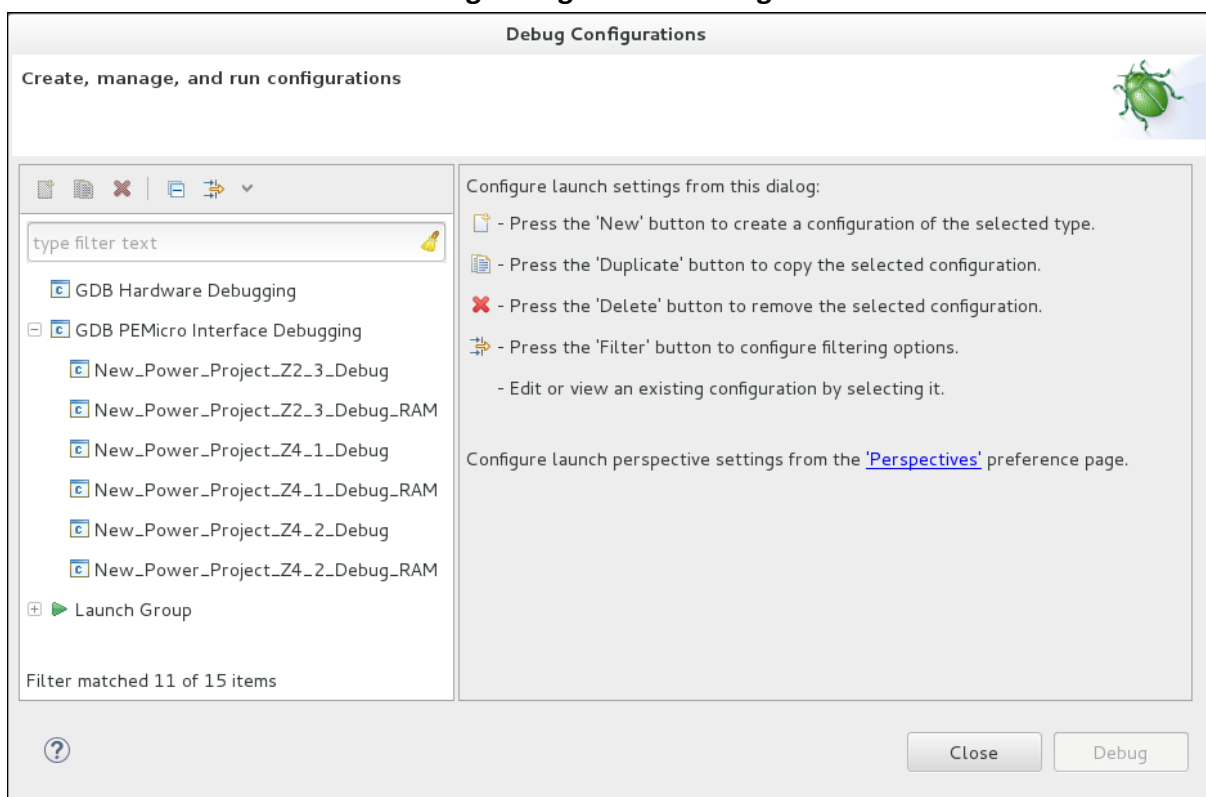 Debug Configurations
Create, manage, and run configurations
type filter text
GDB Hardware Debugging
GDB PEMicro Interface Debugging
New_Power_Project_Z2_3_Debug
New_Power_Project_Z2_3_Debug_RAM
New_Power_Project_Z4_1_Debug
New_Power_Project_Z4_1_Debug_RAM
New_Power_Project_Z4_2_Debug
New_Power_Project_Z4_2_Debug_RAM
Launch Group
Filter matched 11 of 15 items
Configure launch settings from this dialog:
- Press the 'New' button to create a configuration of the selected type.
- Press the 'Duplicate' button to copy the selected configuration.
- Press the 'Delete' button to remove the selected configuration.
- Press the 'Filter' button to configure filtering options.
- Edit or view an existing configuration by selecting it.
Configure launch perspective settings from the 'Perspectives' preference page.
Close
Debug